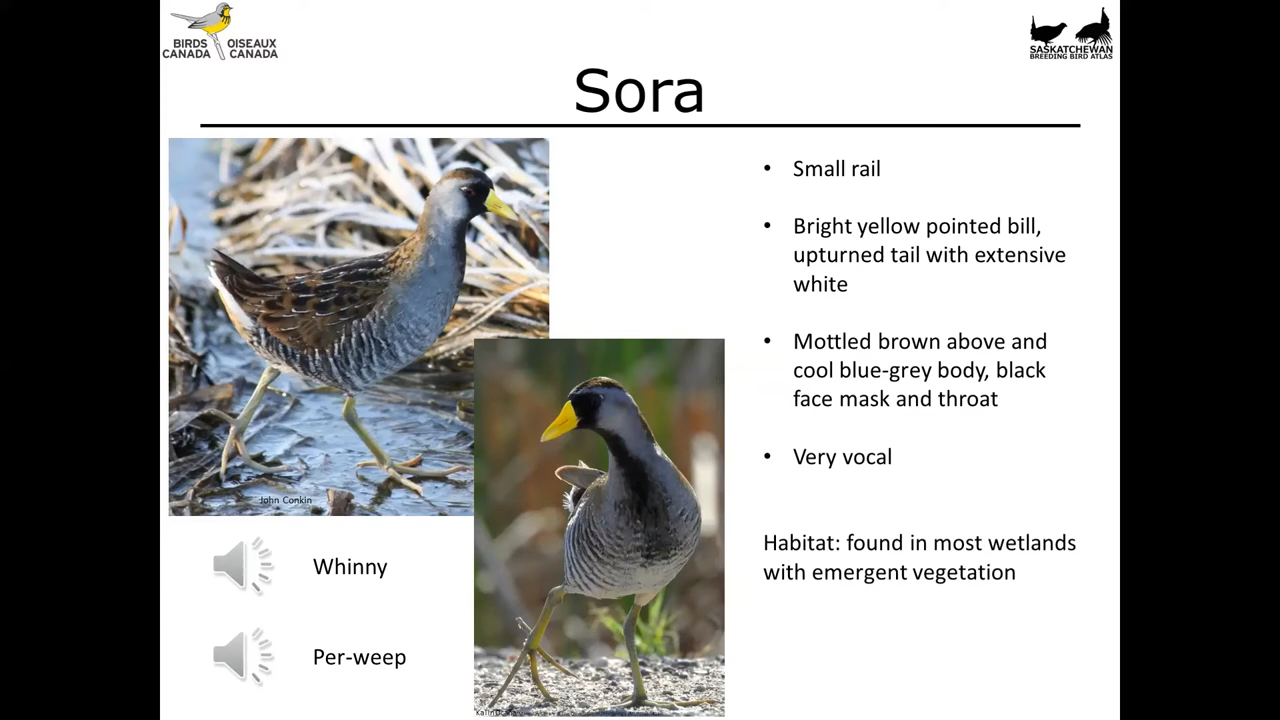 BIRDS CANADA
OISEAUX CANADA
SASKATCHEWAN
BREEDING BIRD ATLAS
Sora
• Small rail
• Bright yellow pointed bill,
upturned tail with extensive
white
• Mottled brown above and
cool blue-grey body, black
face mask and throat
• Very vocal
Habitat: found in most wetlands
with emergent vegetation
John Conkin
Whinny
Per-weep